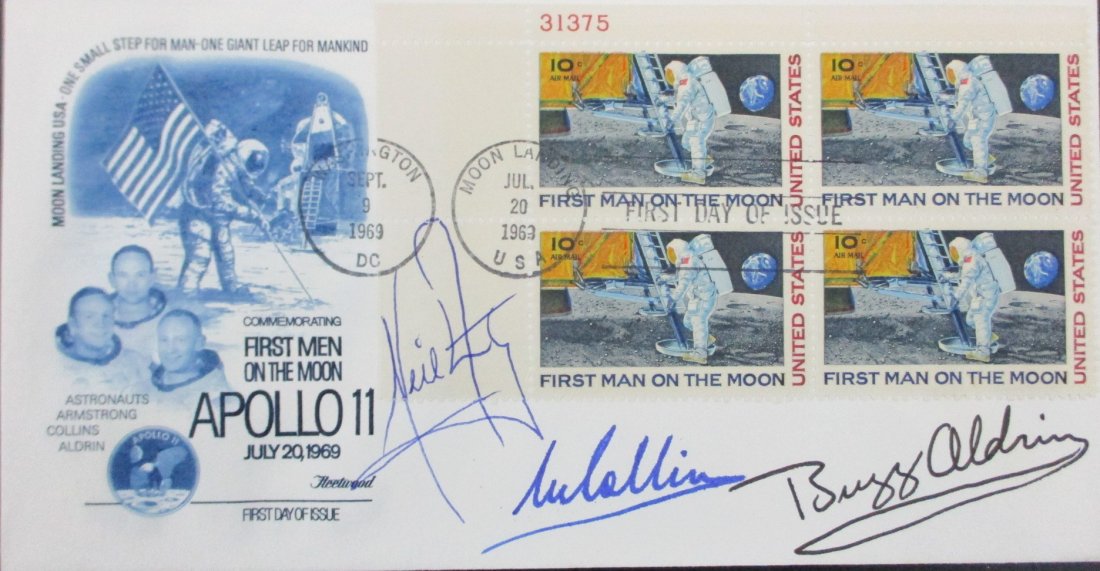 MOON LANDING USA-ONE SMALL STEP FOR MAN-ONE GIANT LEAP FOR MANKIND
COMMEMORATING
FIRST MEN
ON THE MOON
APOLLO 11
JULY 20, 1969
Fleetwood
FIRST DAY OF ISSUE
ASTRONAUTS
ARMSTRONG
COLLINS
ALDRIN
APOLLO 11
WASHINGTON
SEPT.
9
1969
DC
MOON LANDING
JUL.
20
1969
USA
FIRST DAY OF ISSUE
31375
10c
AIR MAIL
FIRST MAN ON THE MOON
UNITED STATES
10c
AIR MAIL
FIRST MAN ON THE MOON
UNITED STATES
10c
AIR MAIL
FIRST MAN ON THE MOON
UNITED STATES
10c
AIR MAIL
FIRST MAN ON THE MOON
UNITED STATES
Neil
M Collins
Buzz Aldrin